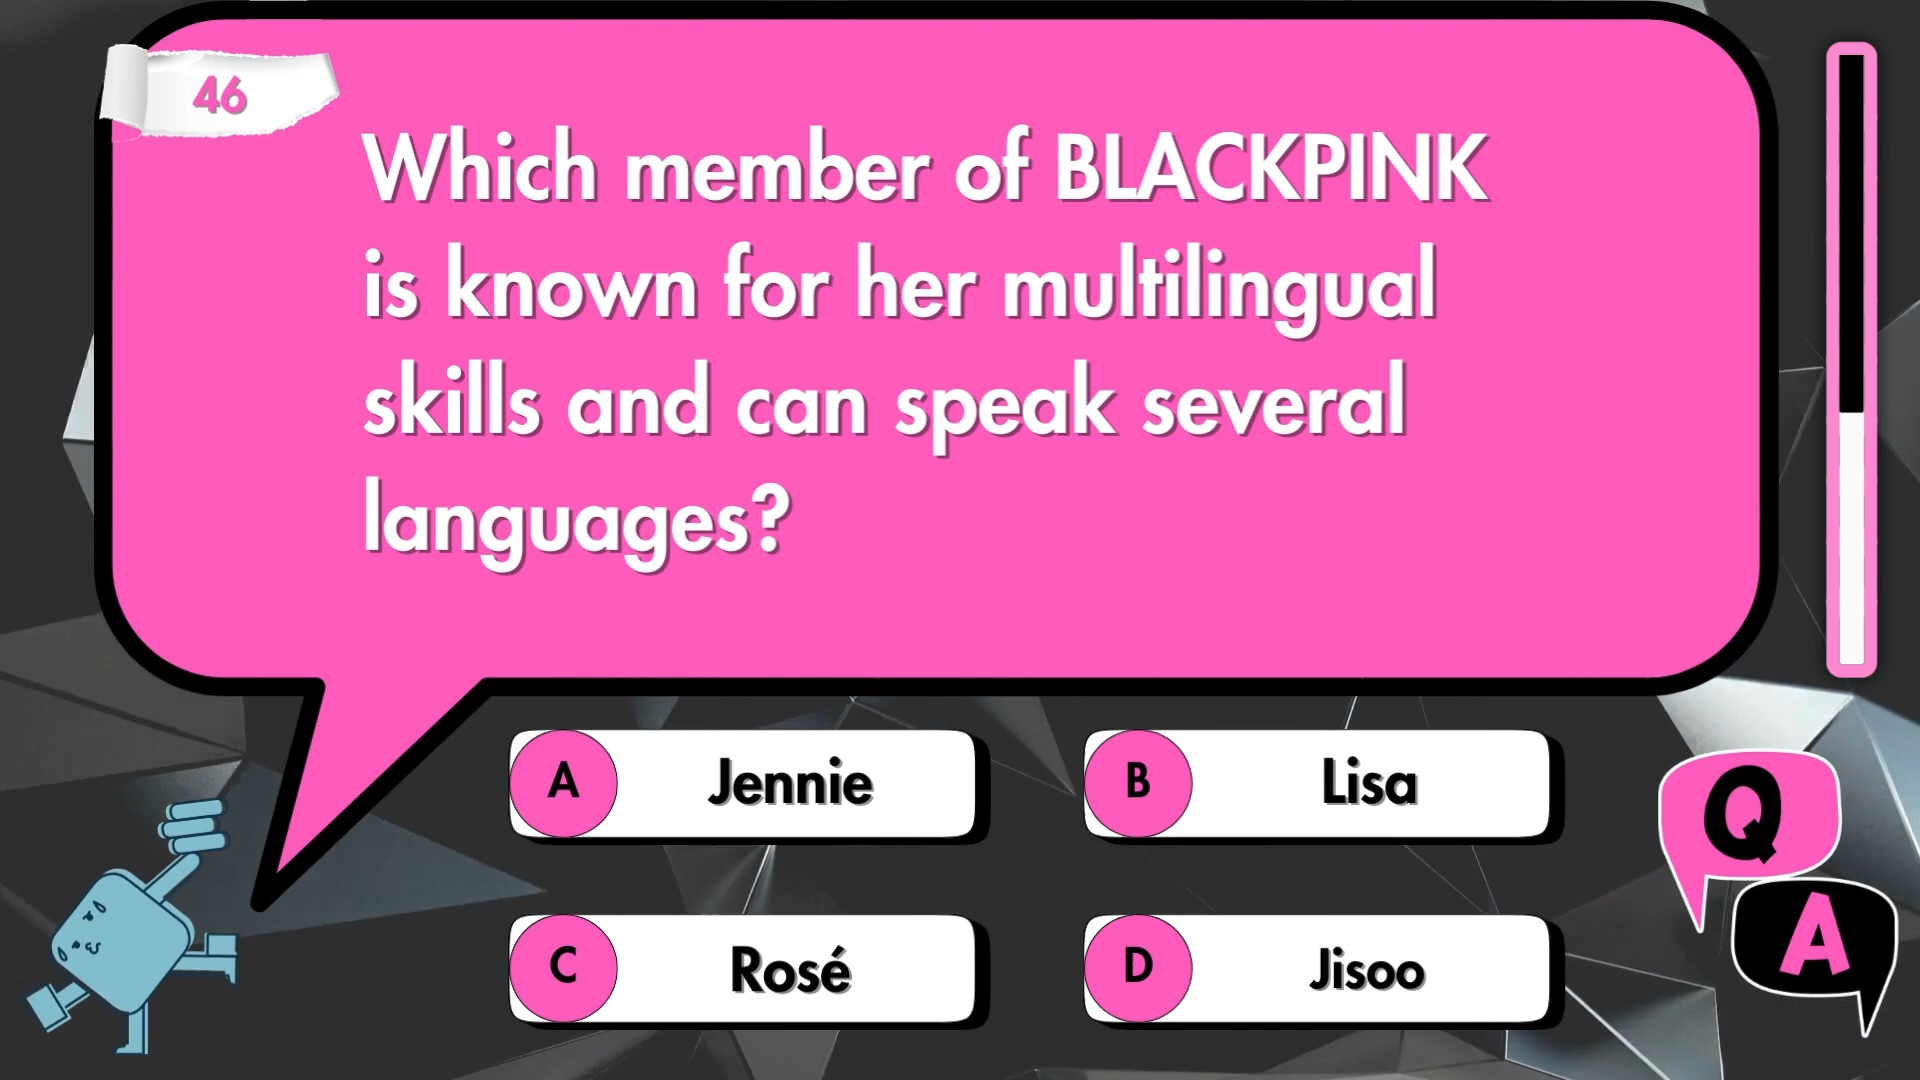 46
Which member of BLACKPINK
is known for her multilingual
skills and can speak several
languages?
A Jennie
B Lisa
C Rosé
D Jisoo
Q
A